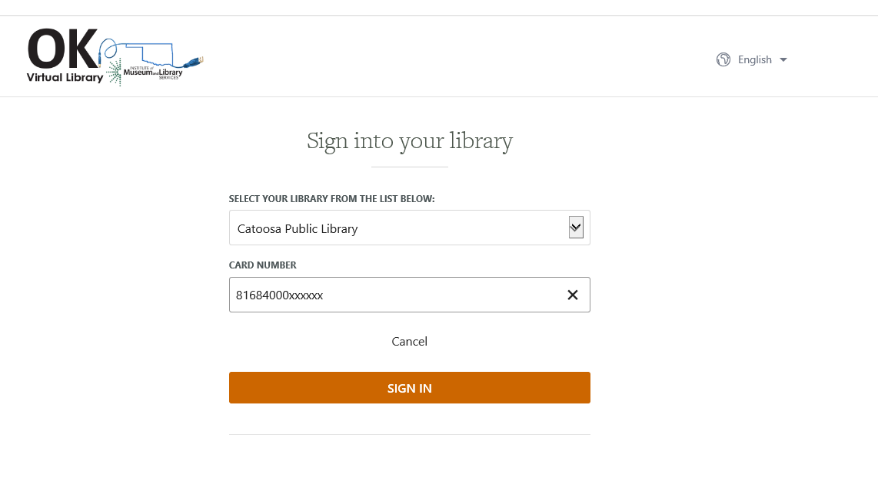 OK
Virtual Library
INSTITUTE of
Museum and Library
SERVICES
English
Sign into your library
SELECT YOUR LIBRARY FROM THE LIST BELOW:
Catoosa Public Library
CARD NUMBER
81684000xxxxxx
Cancel
SIGN IN